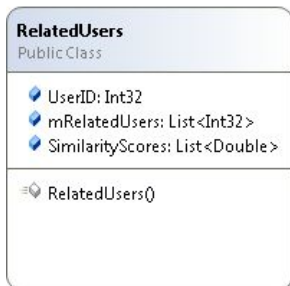 RelatedUsers
Public Class
UserID: Int32
mRelatedUsers: List<Int32>
SimilarityScores: List<Double>
RelatedUsers()